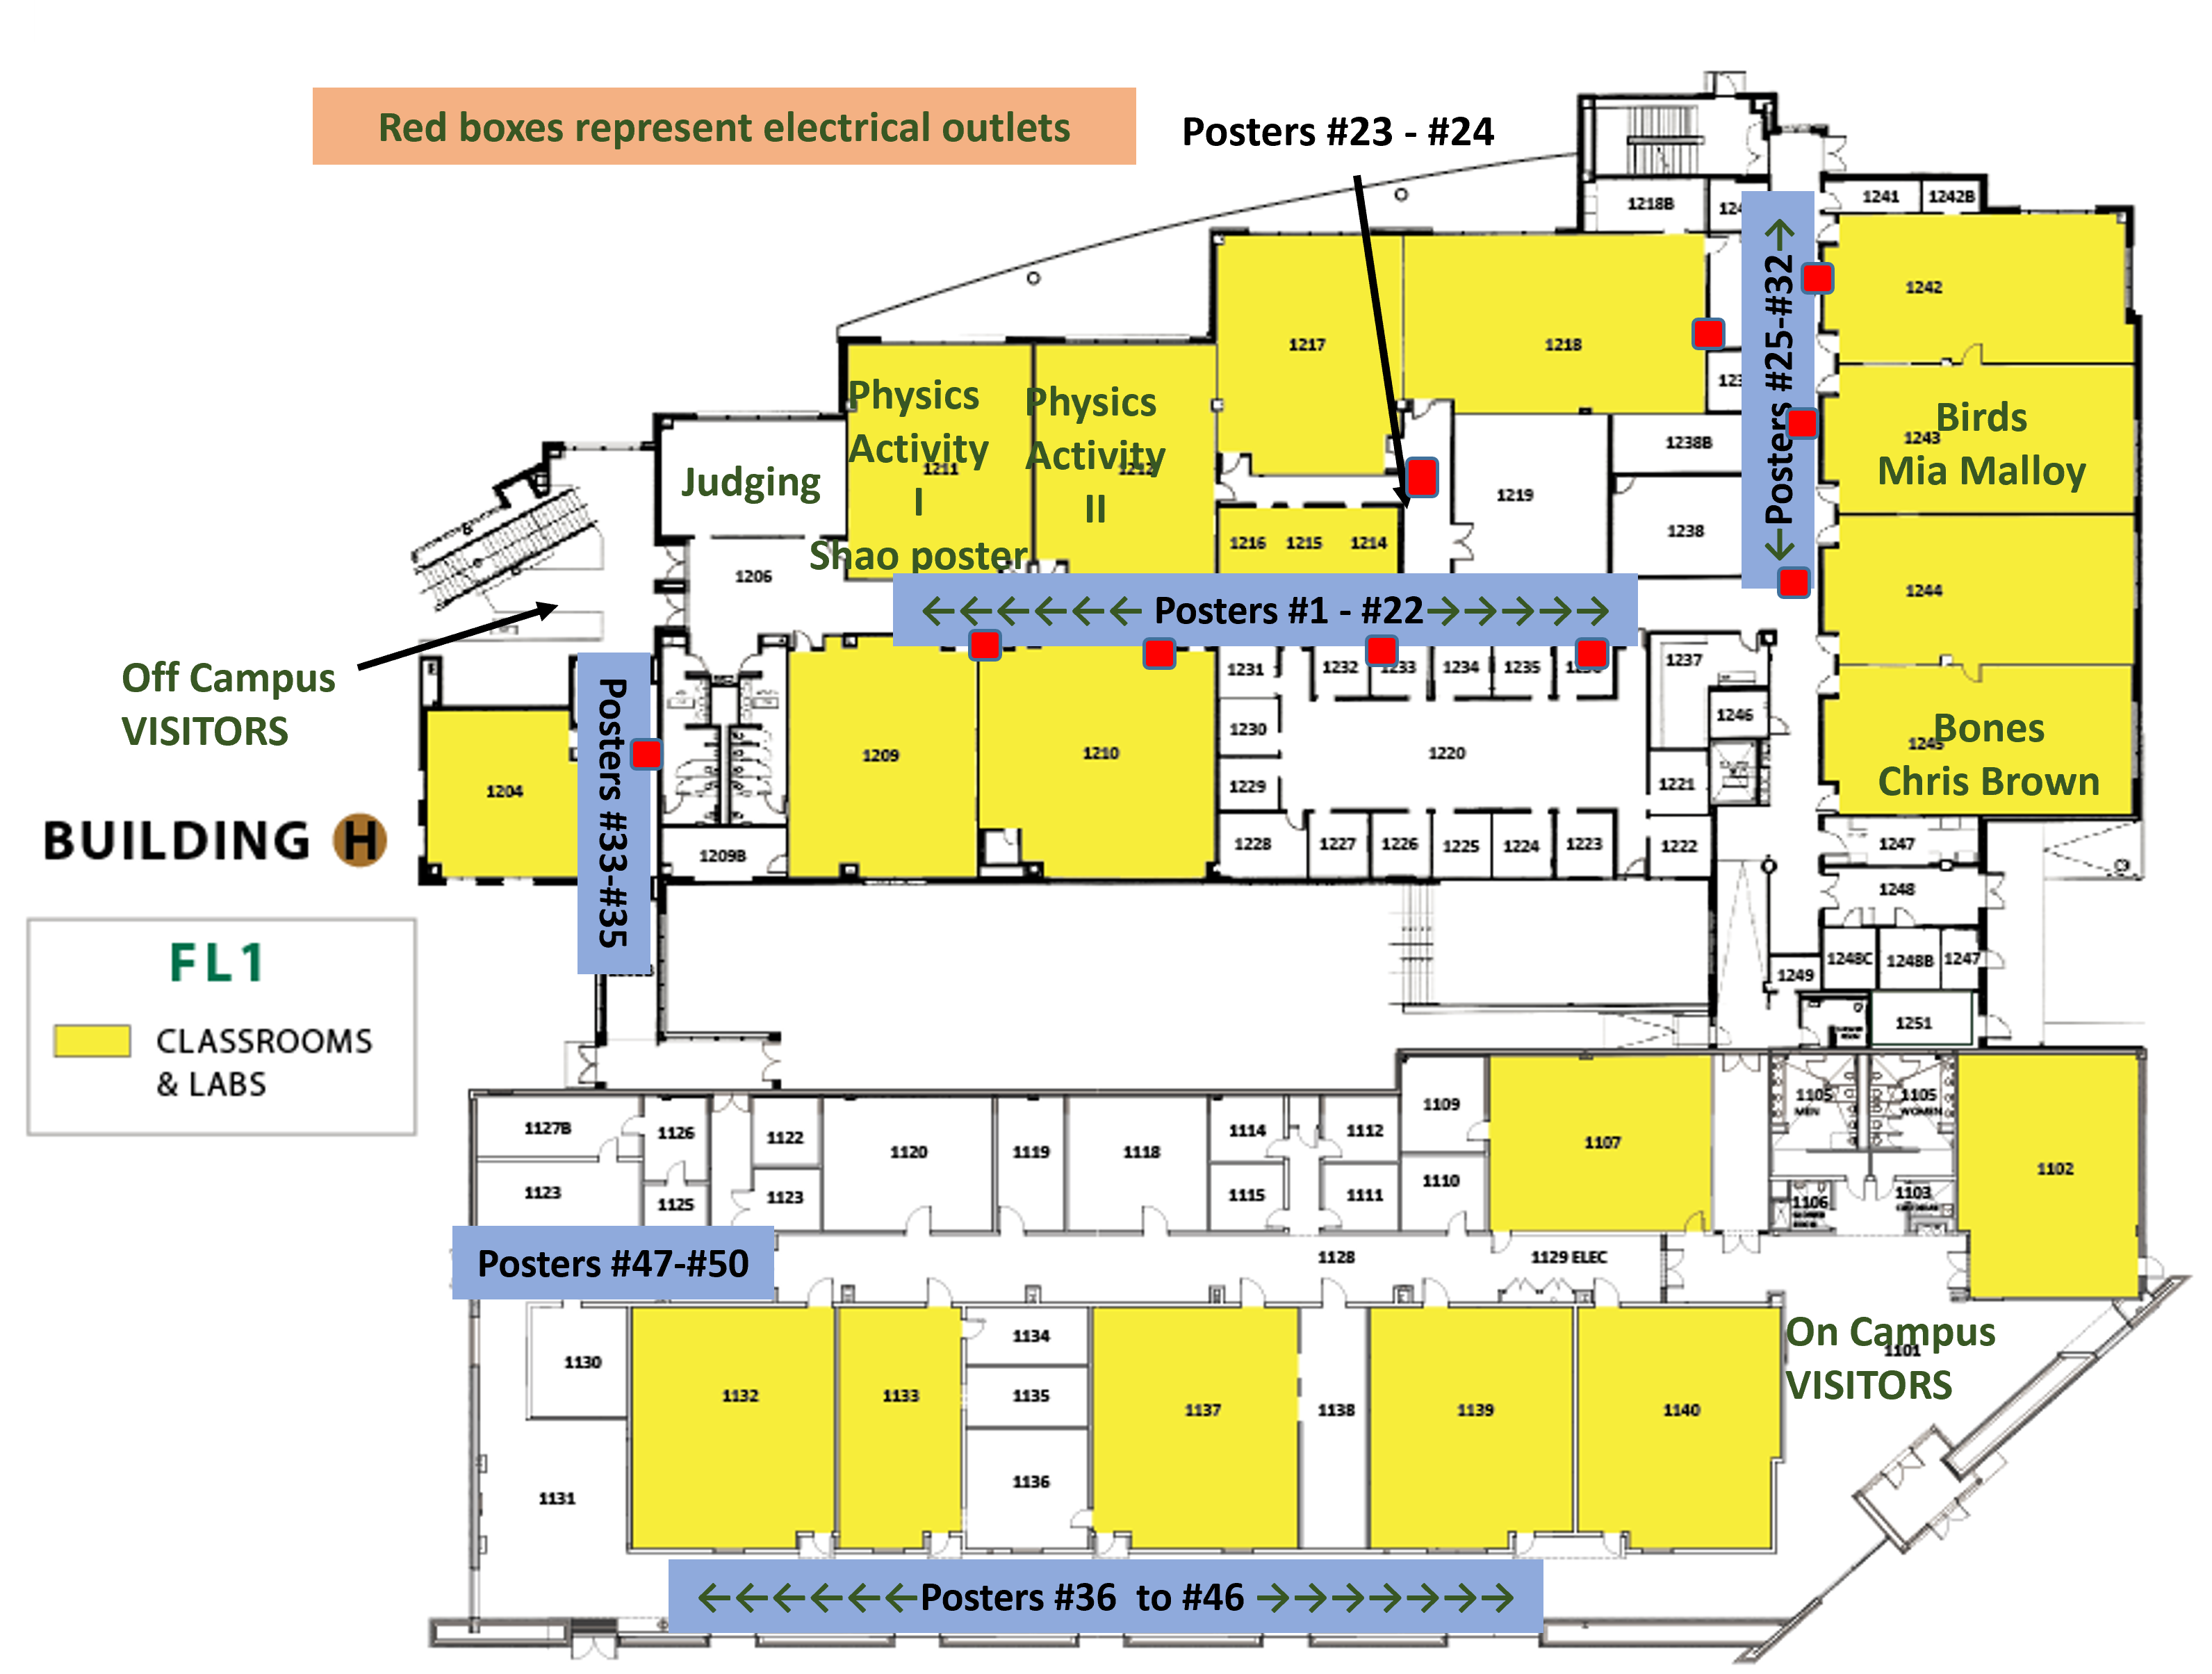 Red boxes represent electrical outlets
Posters #23 - #24
1218B
1241
1242B
←Posters #25-#32→
1242
1217
1218
Physics
Activity
I
1211
Physics
Activity
II
1212
Birds
1243
Mia Malloy
1238B
Judging
1219
1238
1216
1215
1214
Shao poster
1206
1244
←←←←←← Posters #1 - #22→→→→→
Off Campus
VISITORS
1231
1232
1233
1234
1235
1237
1246
Bones
1245
Chris Brown
Posters #33-#35
1204
1209
1210
1230
1220
1229
1221
BUILDING H
1209B
1228
1227
1226
1225
1224
1223
1222
1247
1248
FL1
CLASSROOMS
& LABS
1249
1248C
1248B
1247
1251
1127B
1126
1122
1120
1119
1118
1114
1112
1109
1107
1105
MEN
1105
WOMEN
1102
1123
1125
1123
1115
1111
1110
1106
1103
Posters #47-#50
1128
1129 ELEC
On Campus
1101
VISITORS
1130
1132
1133
1134
1135
1136
1137
1138
1139
1140
1131
←←←←←←Posters #36 to #46 →→→→→→→